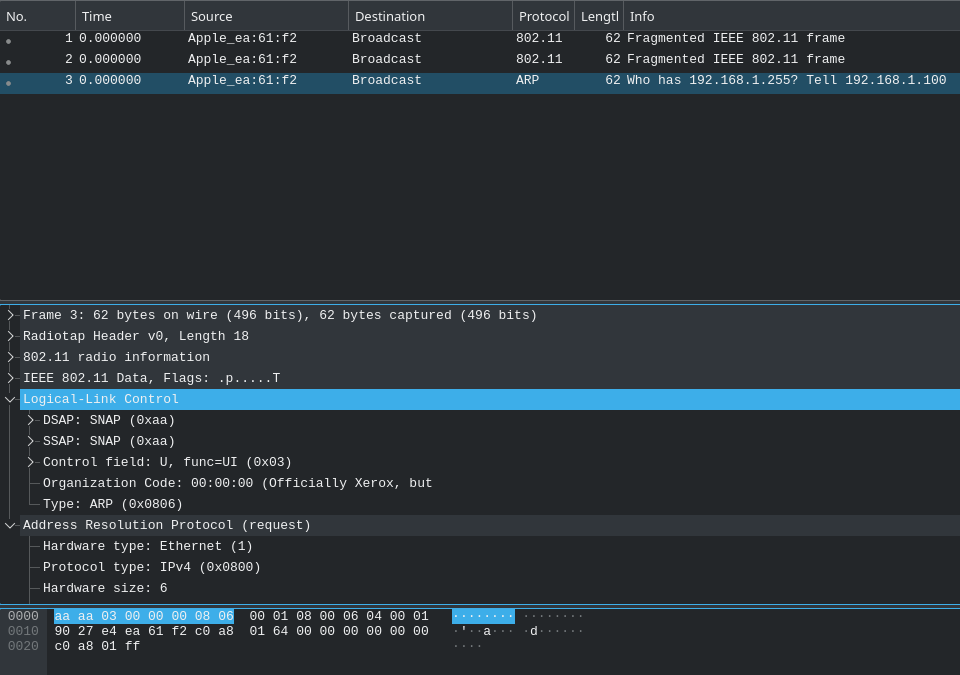 No. Time Source Destination Protocol Lengtl Info
1 0.000000 Apple_ea:61:f2 Broadcast 802.11 62 Fragmented IEEE 802.11 frame
2 0.000000 Apple_ea:61:f2 Broadcast 802.11 62 Fragmented IEEE 802.11 frame
3 0.000000 Apple_ea:61:f2 Broadcast ARP 62 Who has 192.168.1.255? Tell 192.168.1.100
Frame 3: 62 bytes on wire (496 bits), 62 bytes captured (496 bits)
Radiotap Header v0, Length 18
802.11 radio information
IEEE 802.11 Data, Flags: .p.....T
Logical-Link Control
DSAP: SNAP (0xaa)
SSAP: SNAP (0xaa)
Control field: U, func=UI (0x03)
Organization Code: 00:00:00 (Officially Xerox, but
Type: ARP (0x0806)
Address Resolution Protocol (request)
Hardware type: Ethernet (1)
Protocol type: IPv4 (0x0800)
Hardware size: 6
0000 aa aa 03 00 00 00 08 06 00 01 08 00 06 04 00 01 ········ ········
0010 90 27 e4 ea 61 f2 c0 a8 01 64 00 00 00 00 00 00 ·'··a··· ·d······
0020 c0 a8 01 ff ····